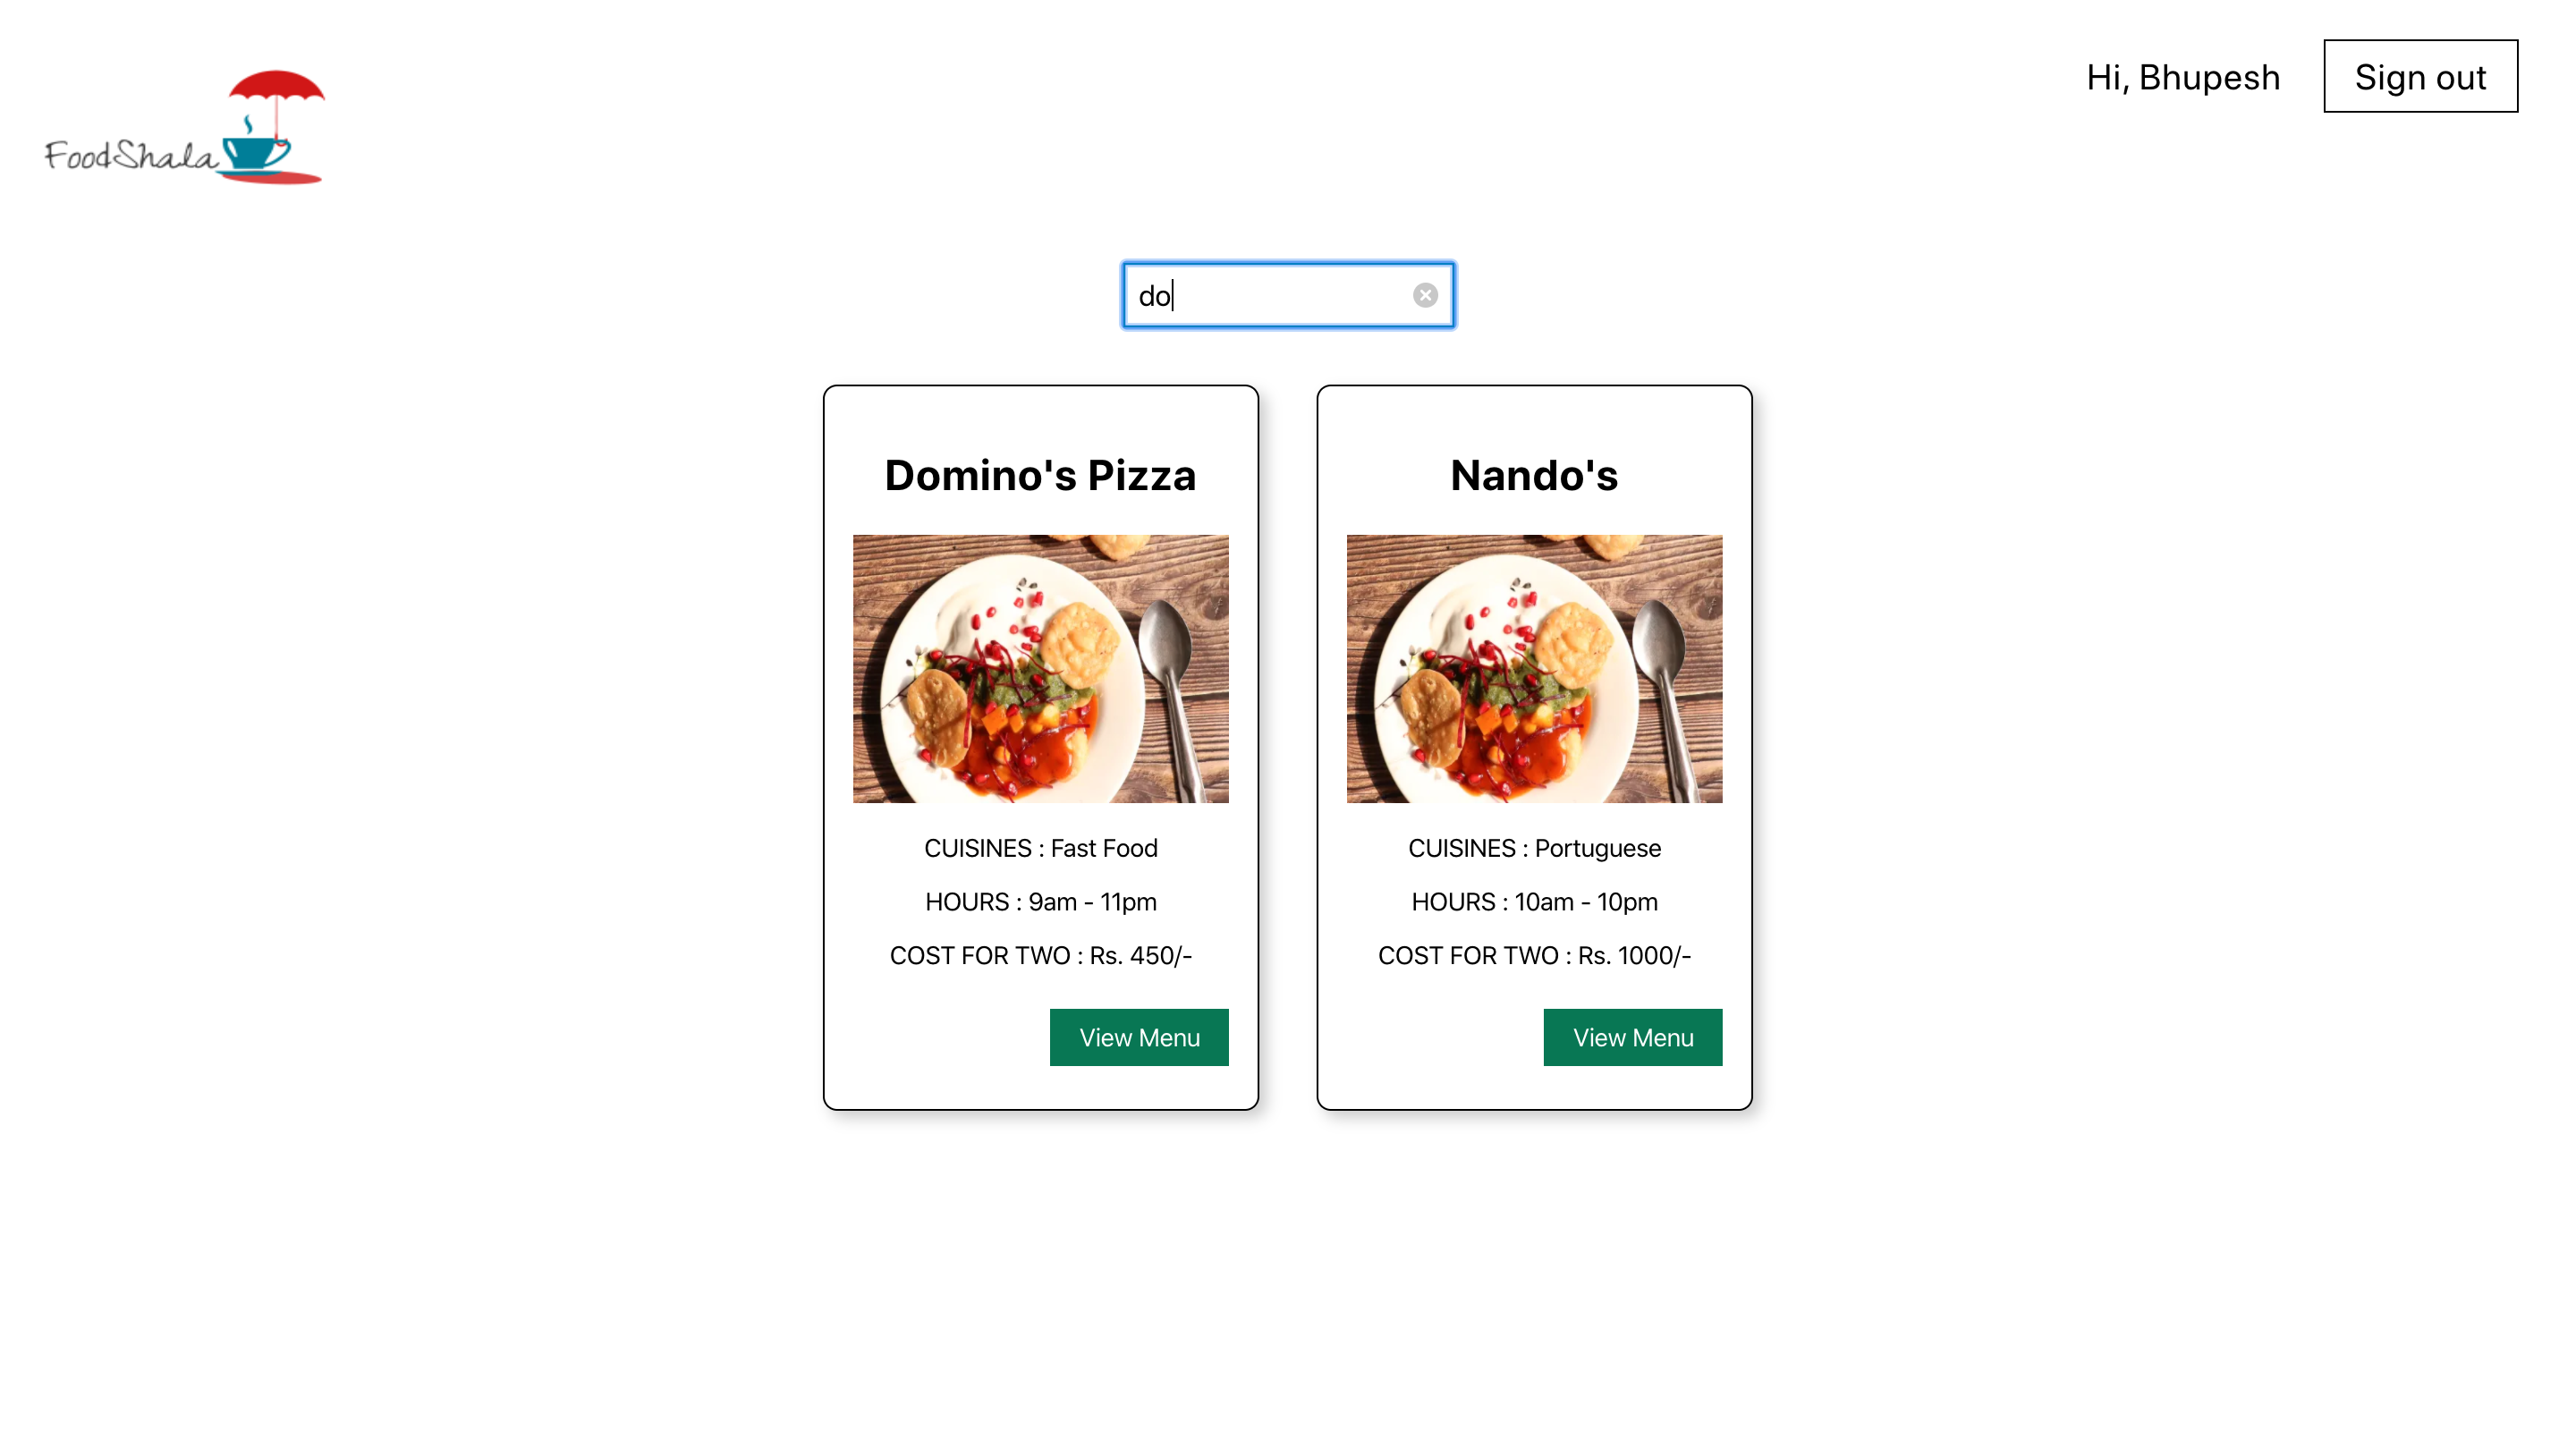 FoodShala
Hi, Bhupesh
Sign out
do
Domino's Pizza
CUISINES : Fast Food
HOURS : 9am - 11pm
COST FOR TWO : Rs. 450/-
View Menu
Nando's
CUISINES : Portuguese
HOURS : 10am - 10pm
COST FOR TWO : Rs. 1000/-
View Menu